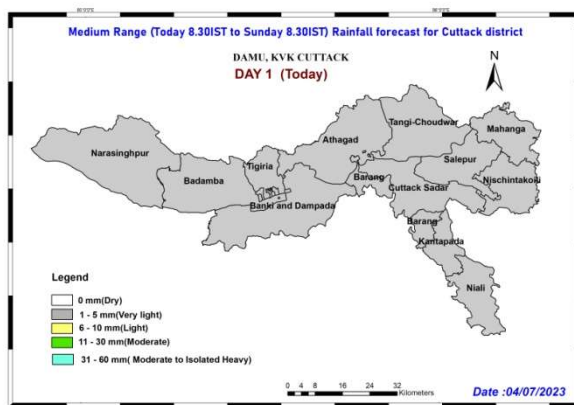 Medium Range (Today 8.30IST to Sunday 8.30IST) Rainfall forecast for Cuttack district
DAMU, KVK CUTTACK
DAY 1 (Today)
N
Tangi-Choudwar
Mahanga
Athagad
Narasinghpur
Tigiria
Salepur
Badamba
Barang
Nischintakoili
Cuttack Sadar
Banki and Dampada
Barang
Kantapada
Niali
Legend
0 mm(Dry)
1 - 5 mm(Very light)
6 - 10 mm(Light)
11 - 30 mm(Moderate)
31 - 60 mm( Moderate to Isolated Heavy)
0 4 8 16 24 32
Kilometers
Date :04/07/2023